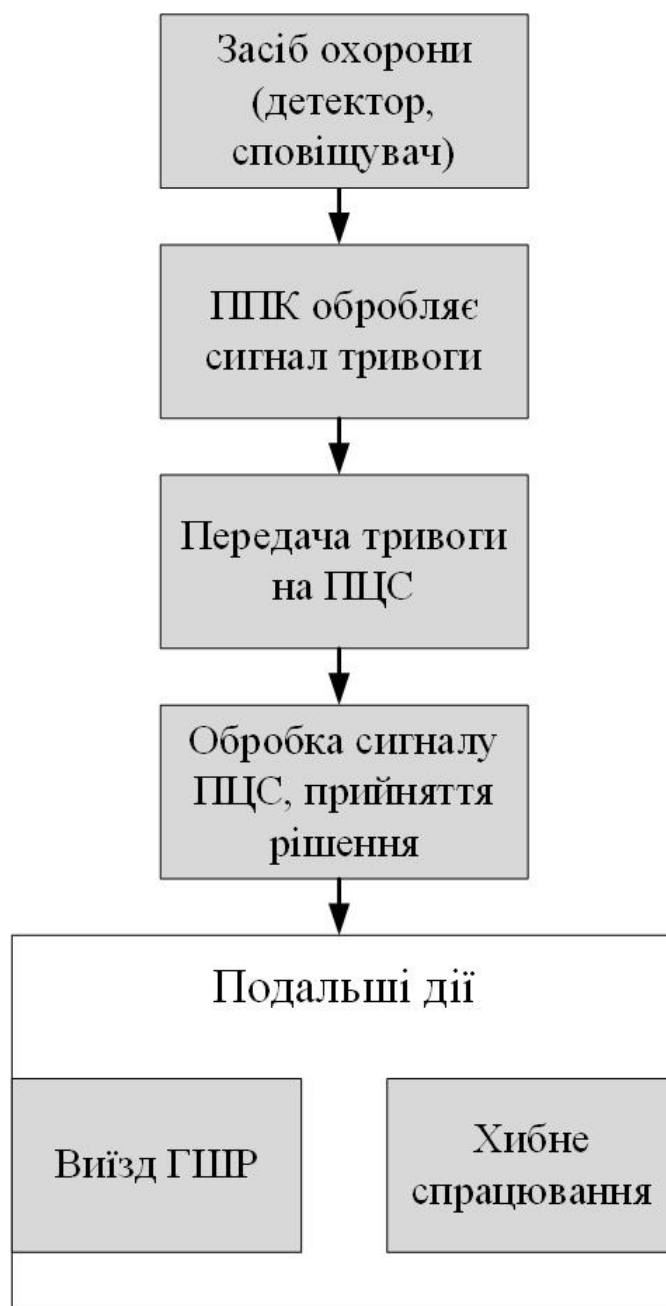 Засіб охорони
(детектор,
сповіщувач)
ППК обробляє
сигнал тривоги
Передача тривоги
на ПЦС
Обробка сигналу
ПЦС, прийняття
рішення
Подальші дії
Виїзд ГШР
Хибне
спрацювання